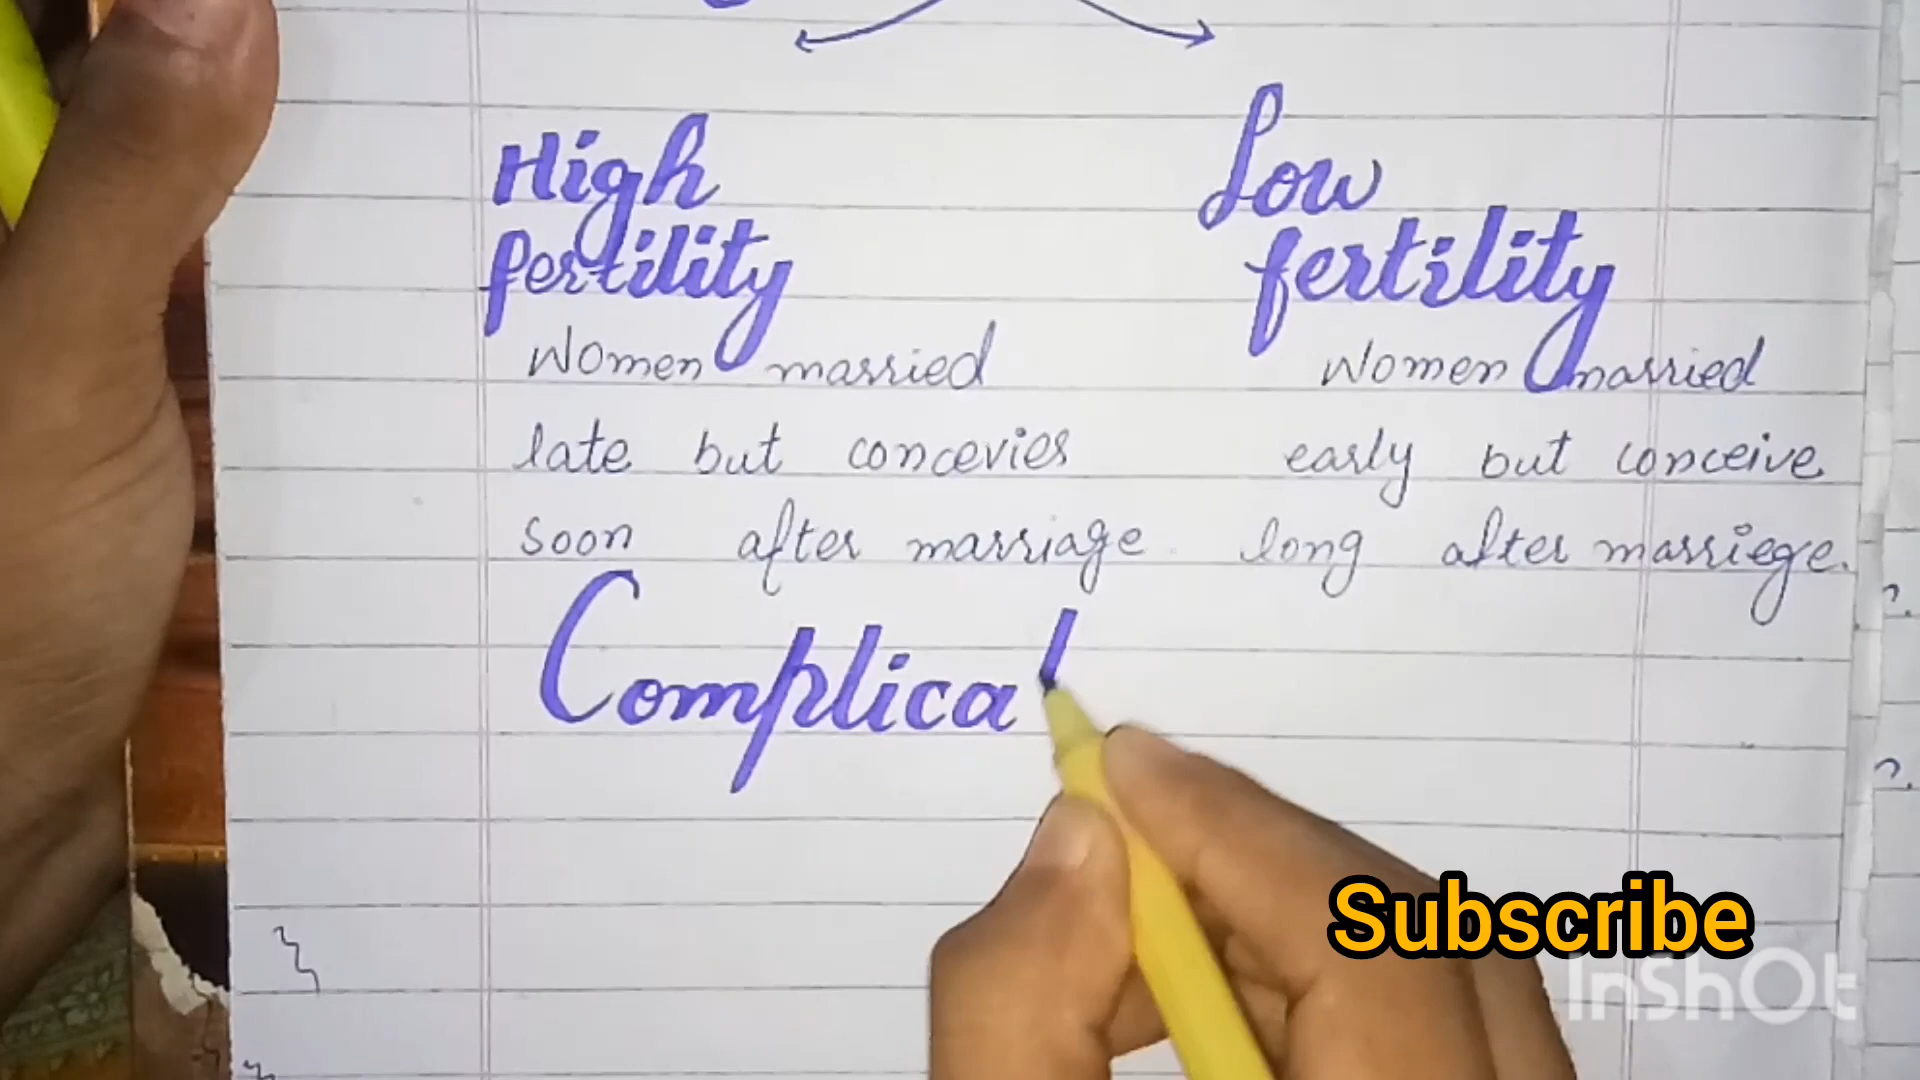 High
fertility
Women married
late but concevies
soon after marriage
Low
fertility
Women married
early but conceive
long after marriege.
Complicat
Subscribe
InShOt